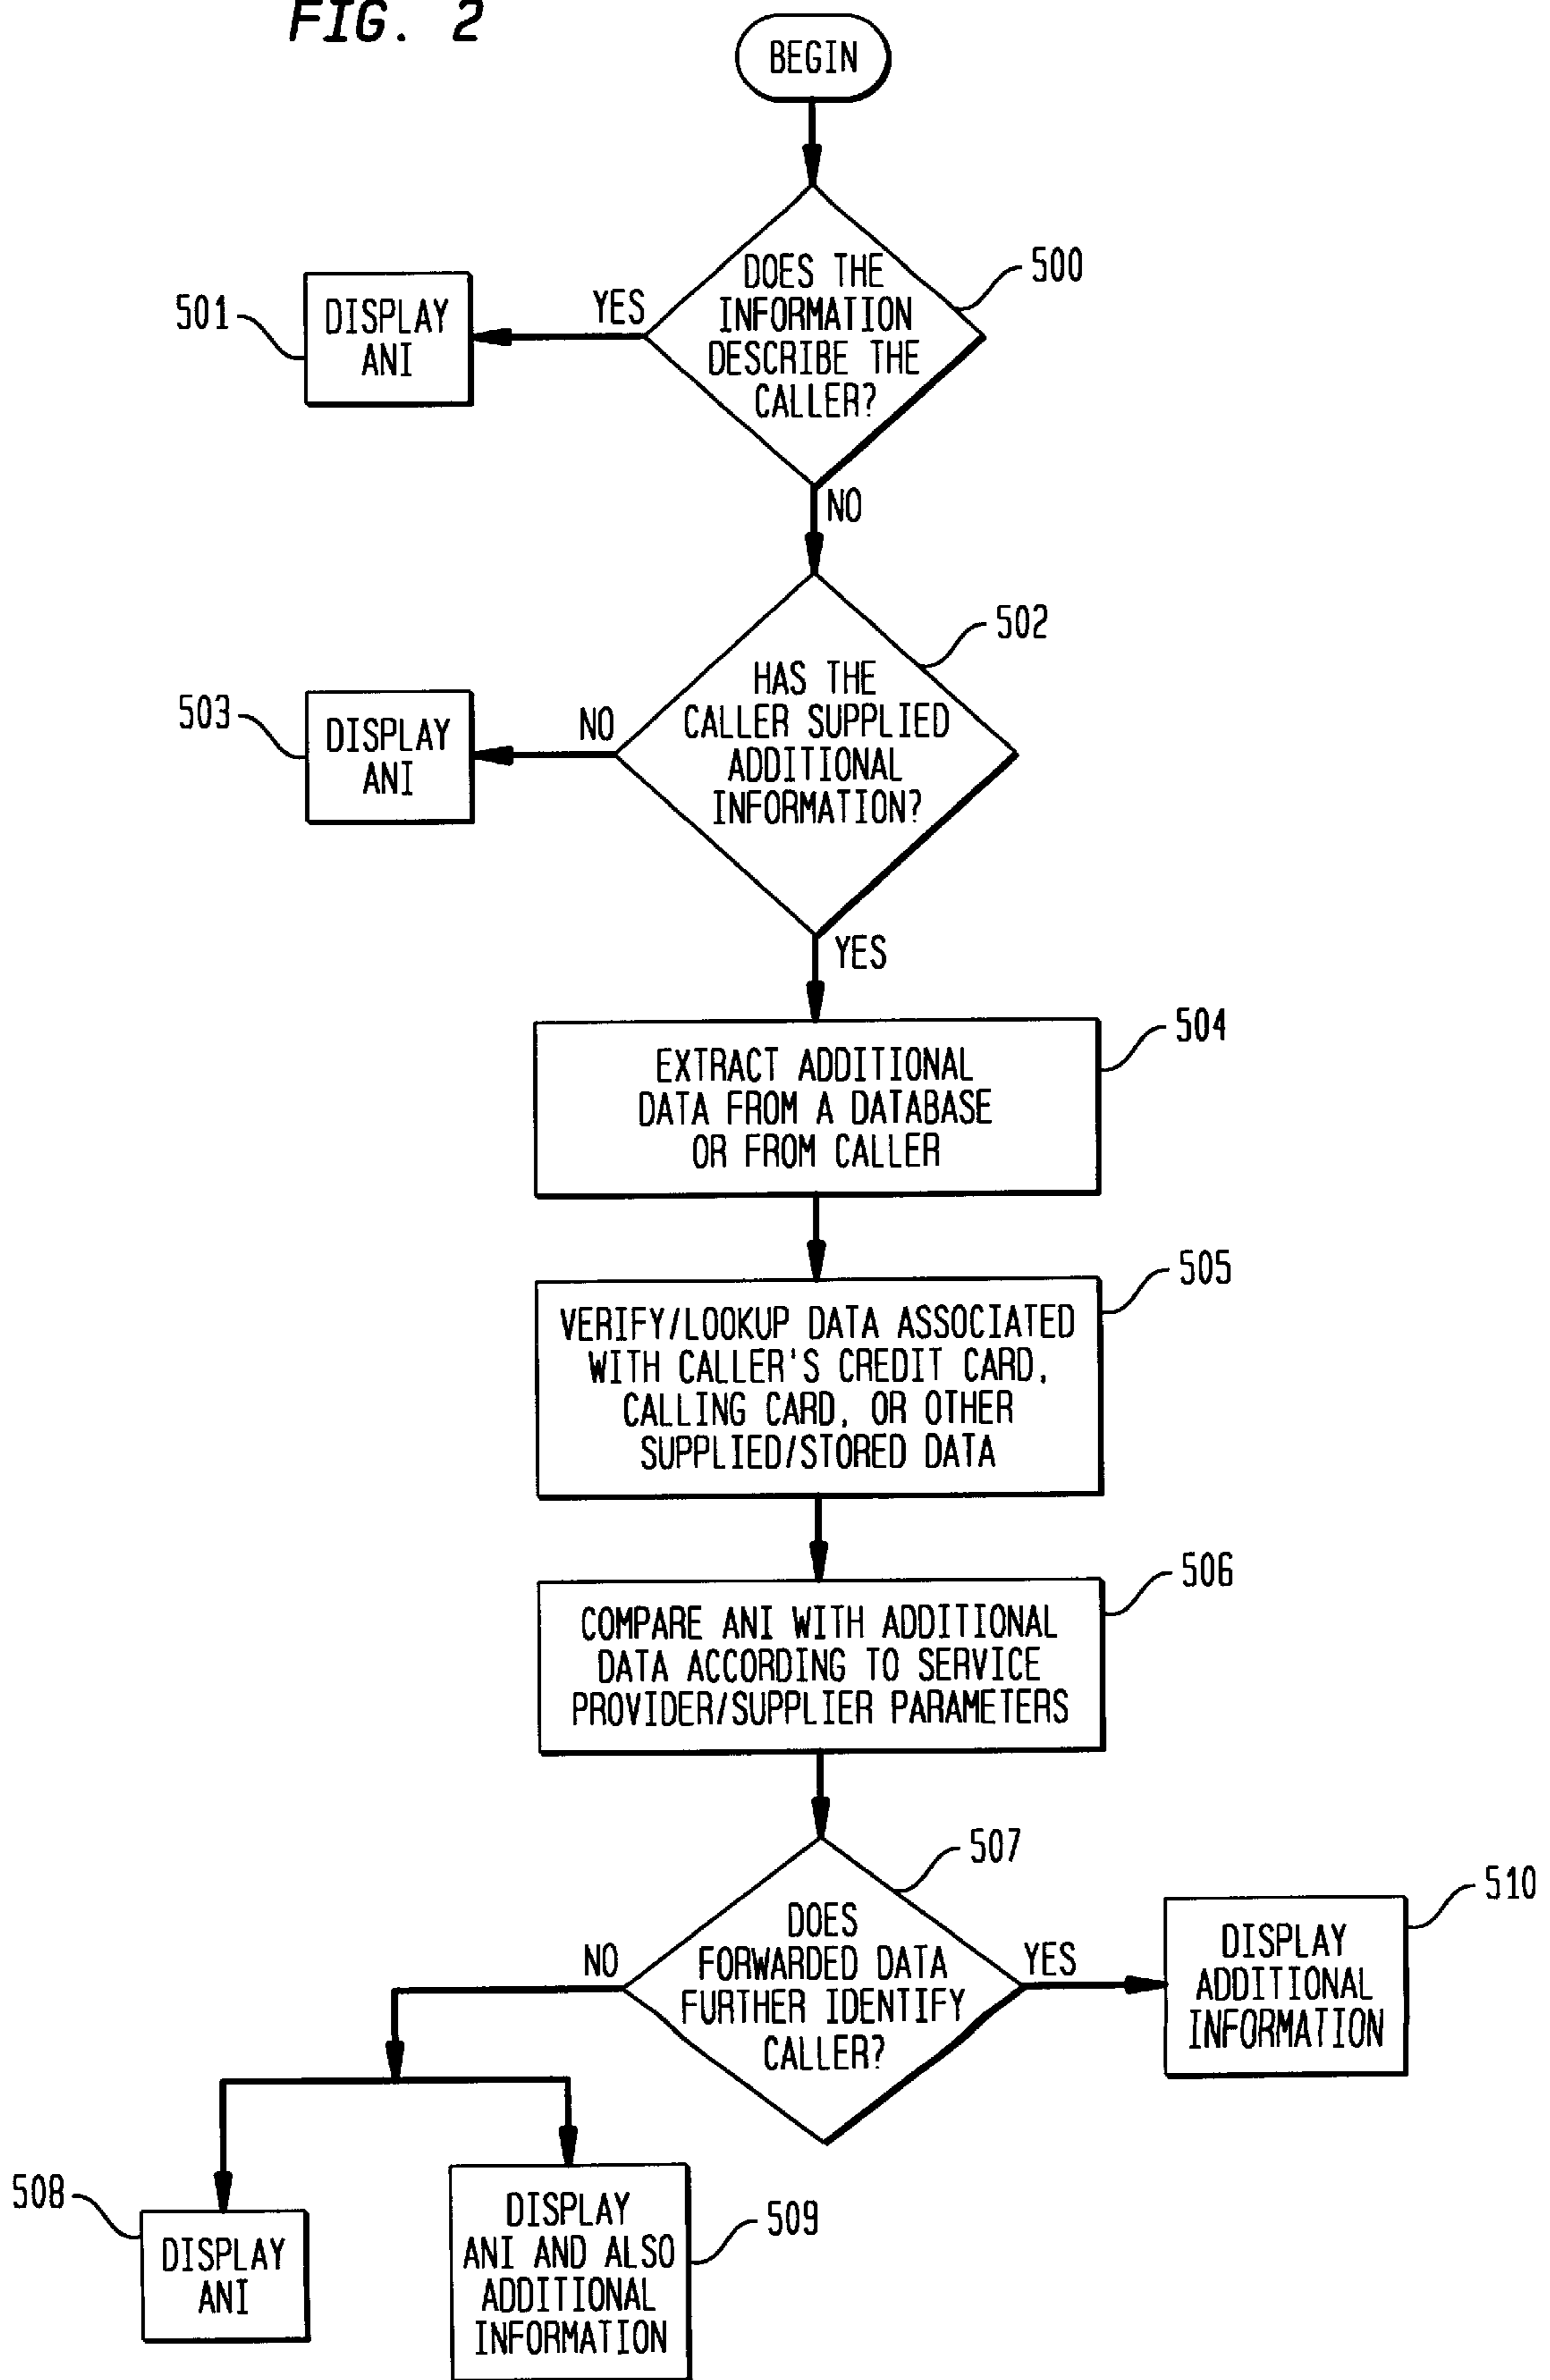 FIG. 2
BEGIN
DOES THE
INFORMATION
DESCRIBE THE
CALLER?
500
YES
DISPLAY
ANI
501
NO
HAS THE
CALLER SUPPLIED
ADDITIONAL
INFORMATION?
502
NO
DISPLAY
ANI
503
YES
EXTRACT ADDITIONAL
DATA FROM A DATABASE
OR FROM CALLER
504
VERIFY/LOOKUP DATA ASSOCIATED
WITH CALLER'S CREDIT CARD,
CALLING CARD, OR OTHER
SUPPLIED/STORED DATA
505
COMPARE ANI WITH ADDITIONAL
DATA ACCORDING TO SERVICE
PROVIDER/SUPPLIER PARAMETERS
506
DOES
FORWARDED DATA
FURTHER IDENTIFY
CALLER?
507
YES
DISPLAY
ADDITIONAL
INFORMATION
510
NO
DISPLAY
ANI
508
DISPLAY
ANI AND ALSO
ADDITIONAL
INFORMATION
509